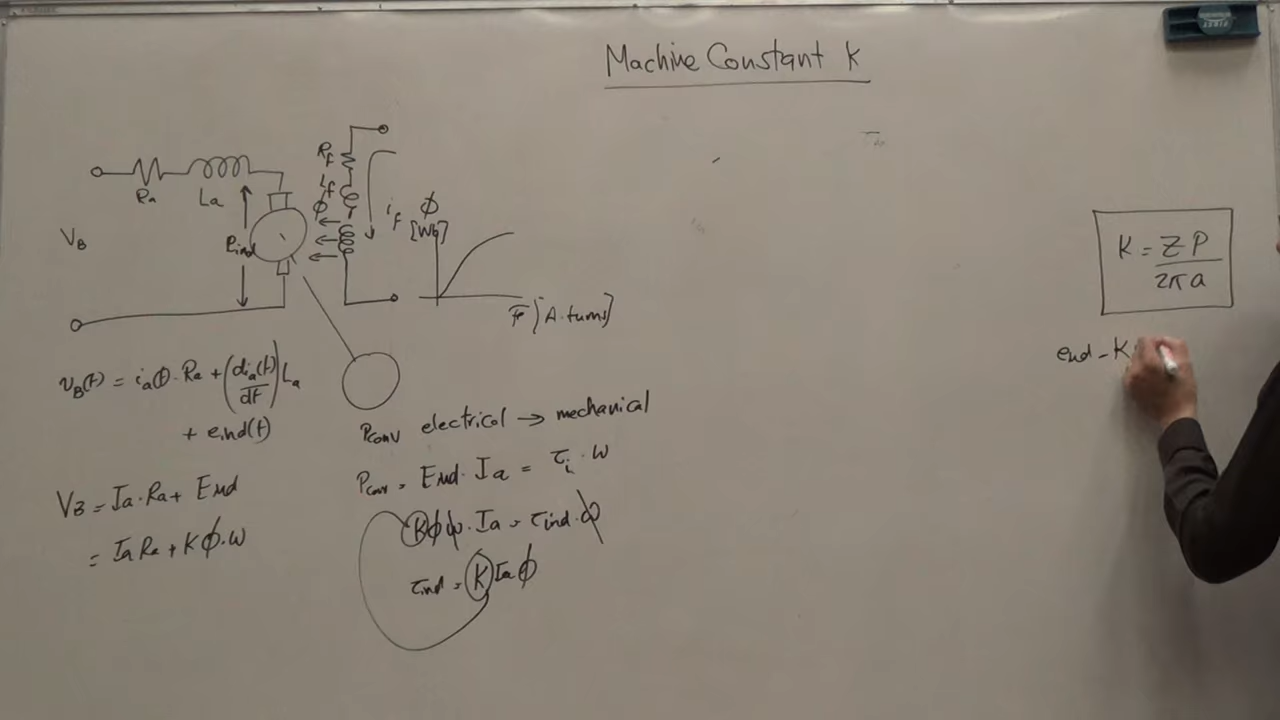 Machine Constant K
Ra
La
VB
eind
Rf
Lf
ϕ
if
ϕ
[Wb]
F [A.turns]
vB(t) = ia(t).Ra + (dia(t)/dt) La
+ eind(t)
VB = Ia.Ra + Eind
= IaRa + Kϕ.ω
Pconv electrical → mechanical
Pconv = Eind. Ia = τi.ω
Kϕω. Ia = τind.ω
τind = K Iaϕ
K = ZP/2πa
eind = K